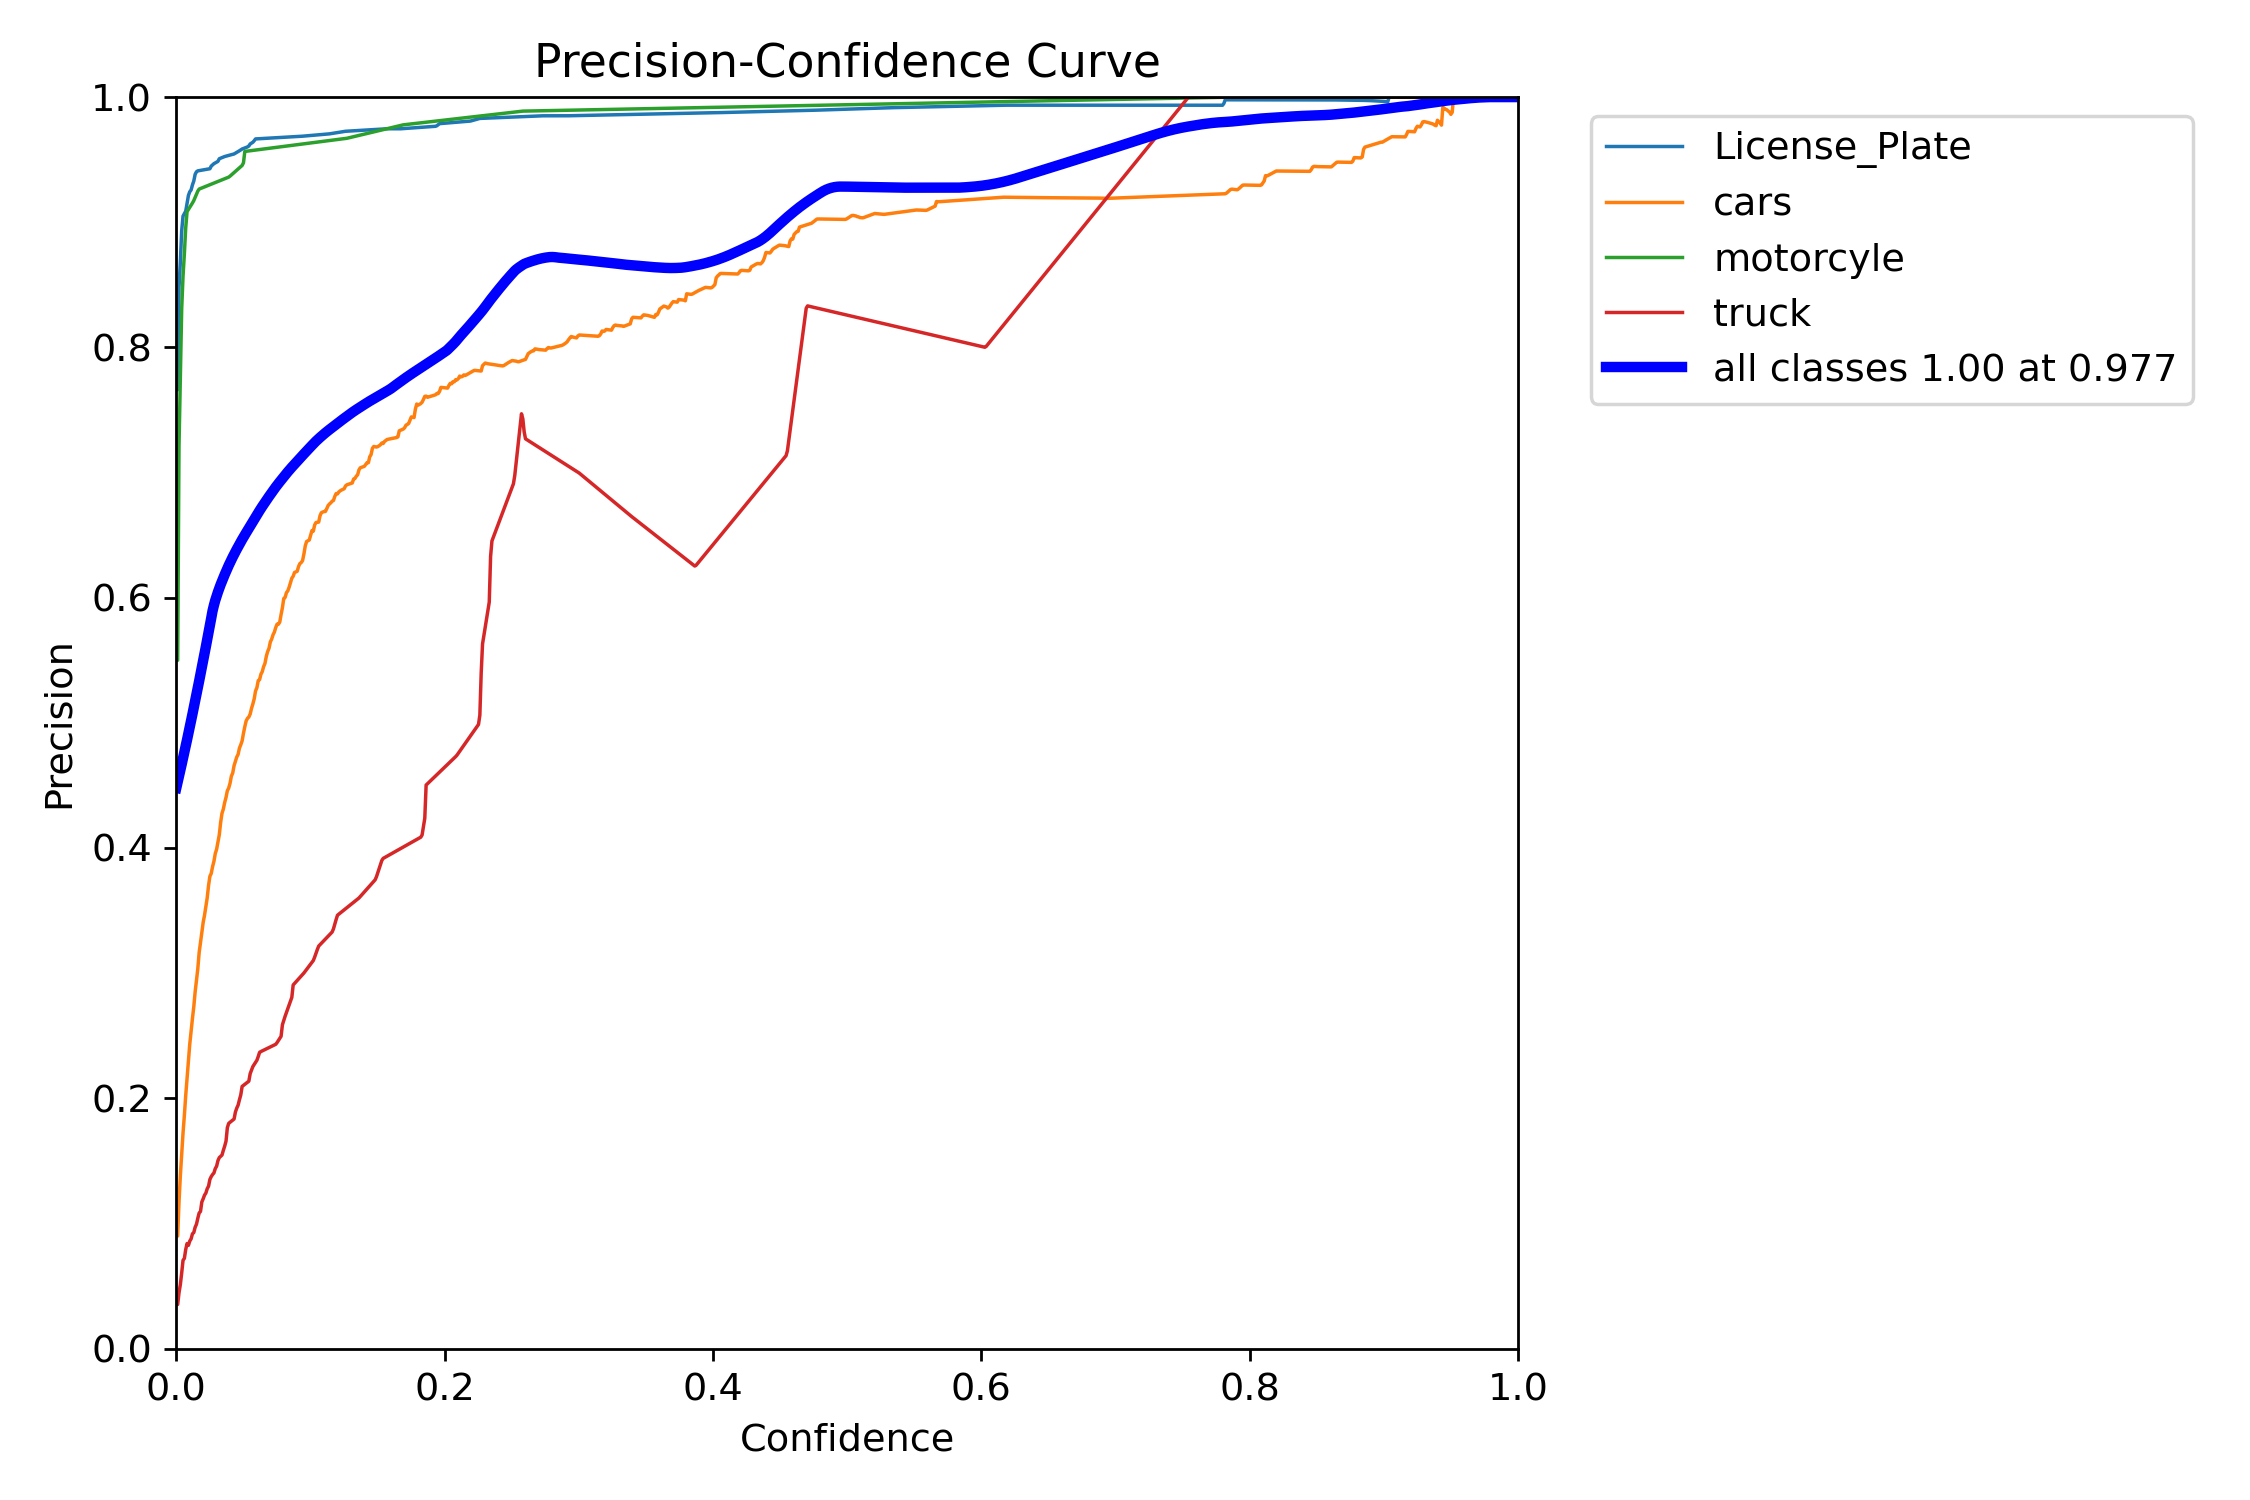 Precision-Confidence Curve
1.0
0.8
0.6
0.4
0.2
0.0
Precision
0.0 0.2 0.4 0.6 0.8 1.0
Confidence
License_Plate
cars
motorcyle
truck
all classes 1.00 at 0.977